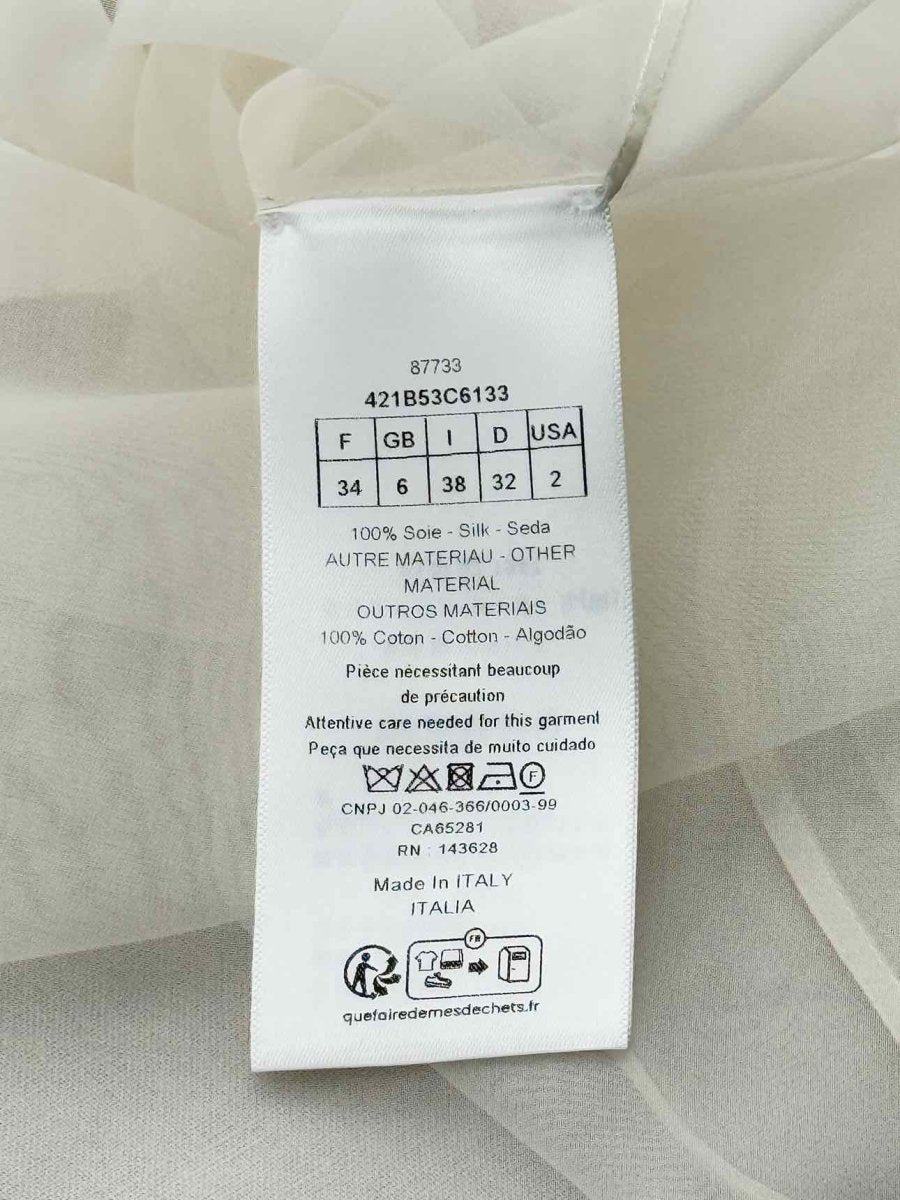 87733
421B53C6133
F GB I D USA
34 6 38 32 2
100% Soie - Silk - Seda
AUTRE MATERIAU - OTHER
MATERIAL
OUTROS MATERIAIS
100% Coton - Cotton - Algodão
Pièce nécessitant beaucoup
de précaution
Attentive care needed for this garment
Peça que necessita de muito cuidado
F
CNPJ 02-046-366/0003-99
CA65281
RN : 143628
Made In ITALY
ITALIA
FR
quefairedemesdechets.fr